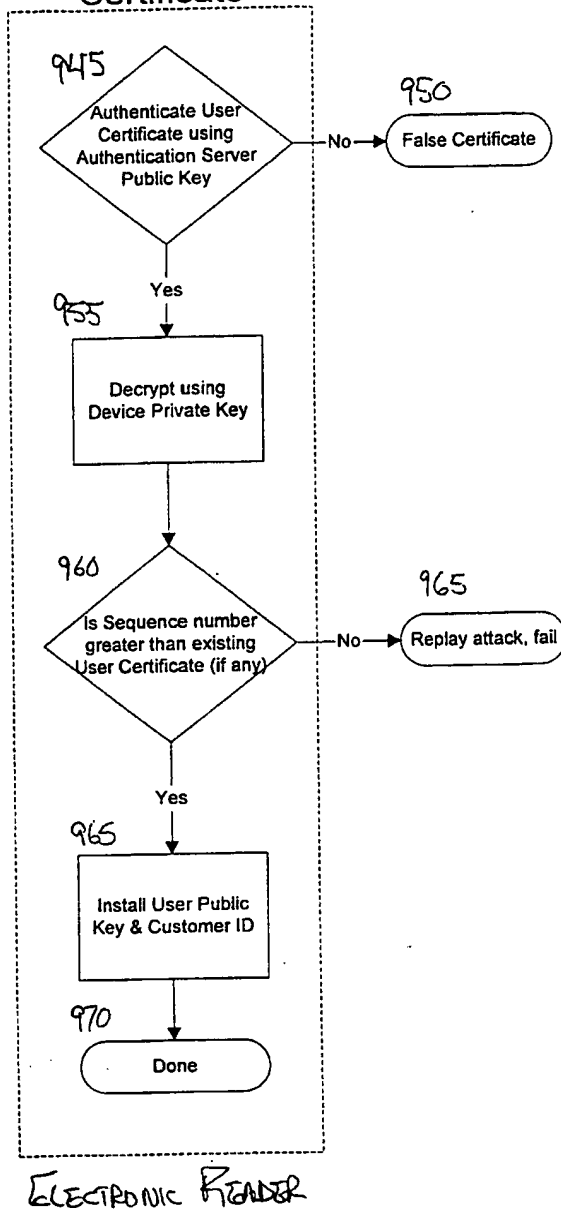 Certificate
945
Authenticate User
Certificate using
Authentication Server
Public Key
No
950
False Certificate
Yes
955
Decrypt using
Device Private Key
960
Is Sequence number
greater than existing
User Certificate (if any)
No
965
Replay attack, fail
Yes
965
Install User Public
Key & Customer ID
970
Done
ELECTRONIC READER